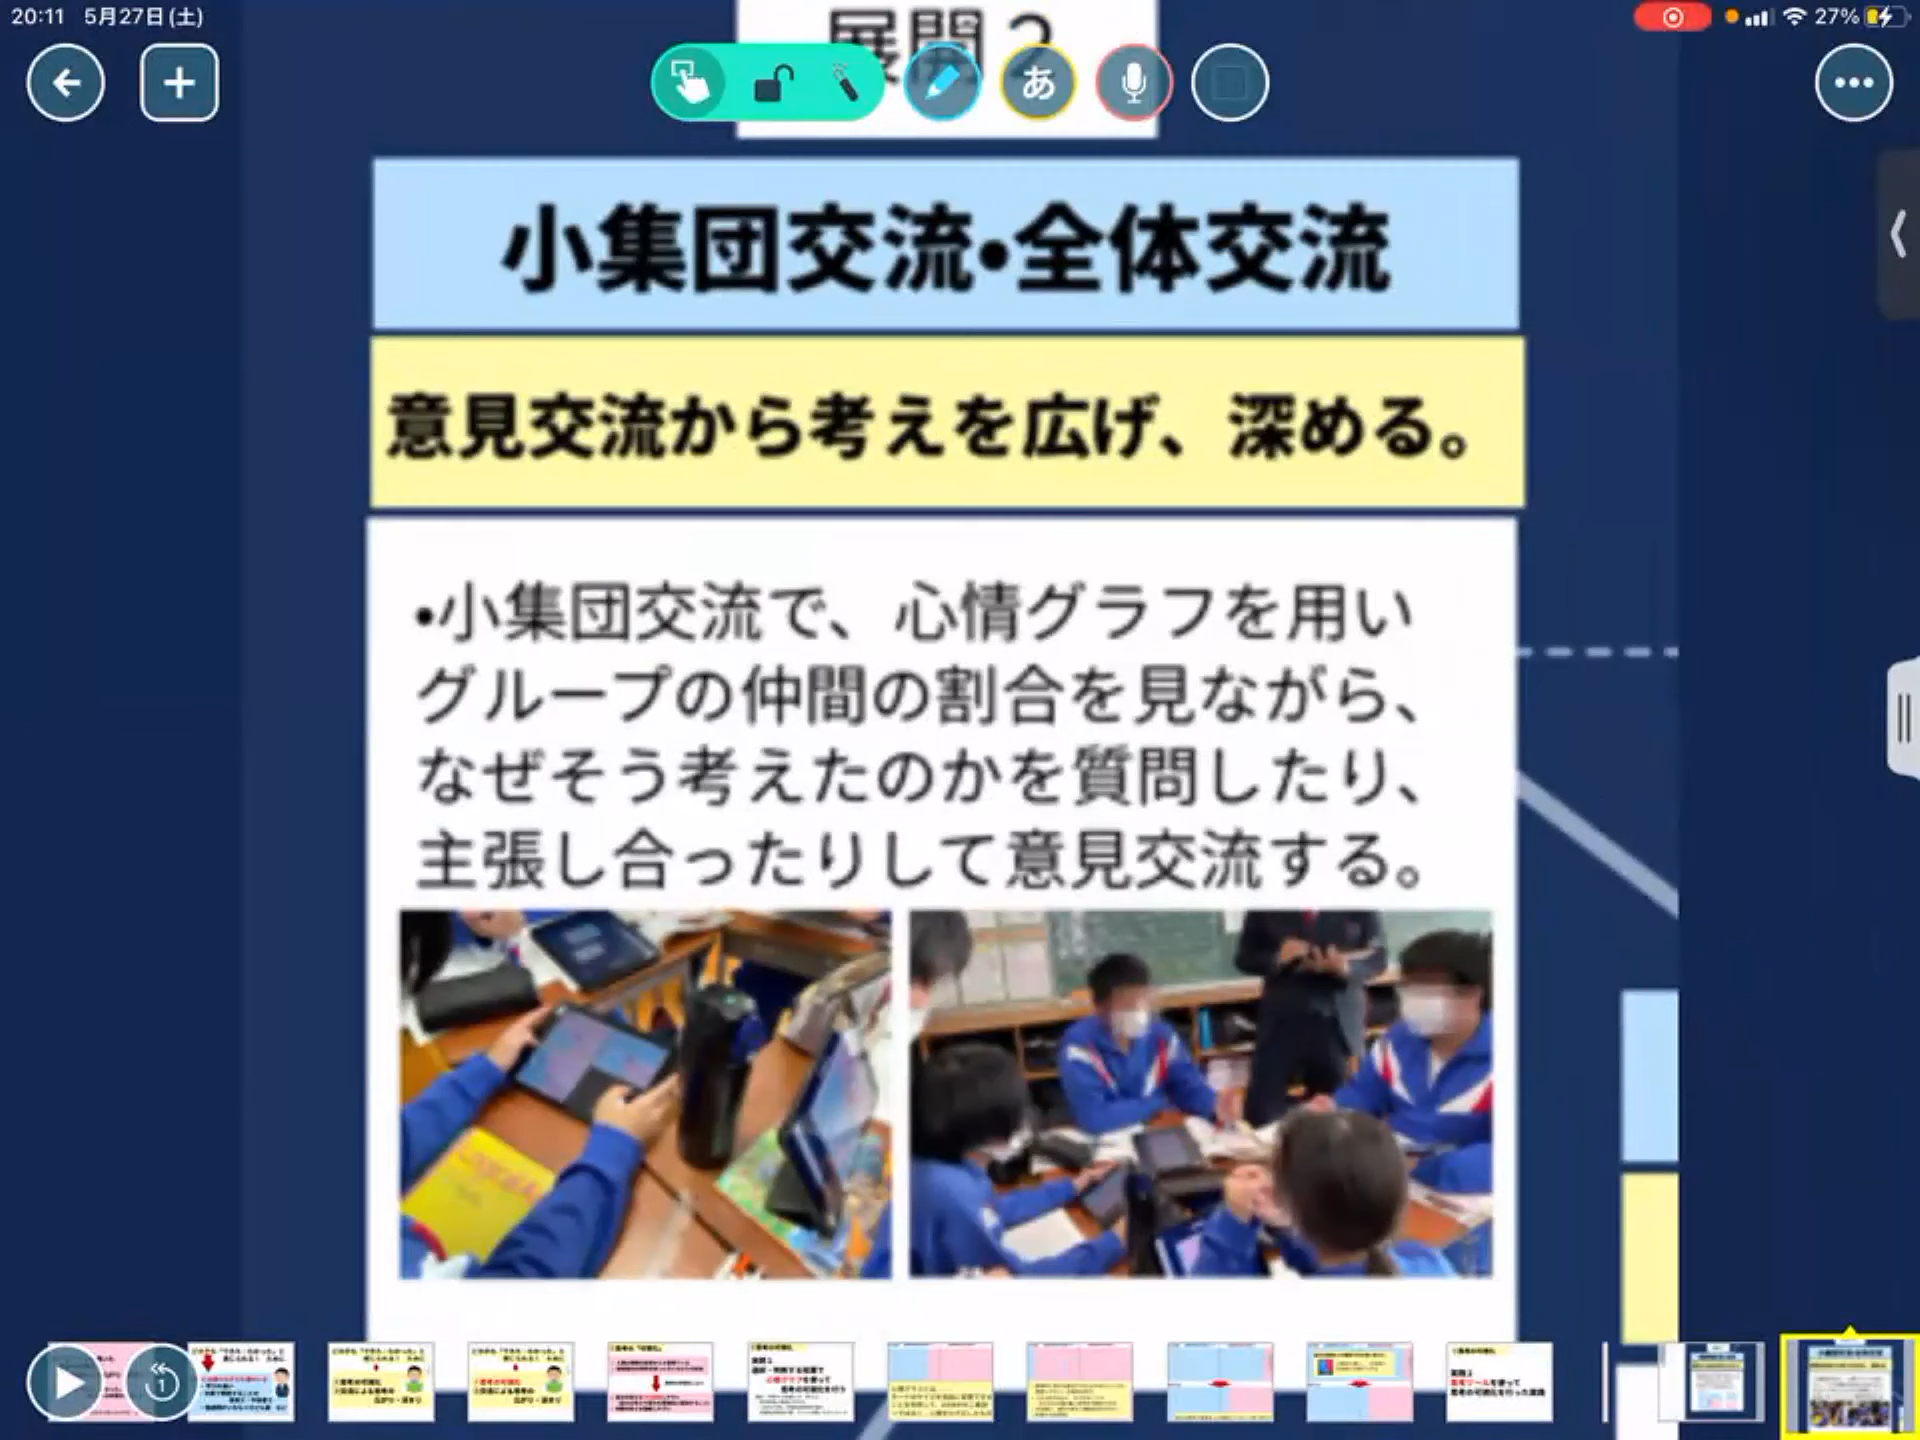 20:11 5月27日(土)
27%
展開2
あ
小集団交流•全体交流
意見交流から考えを広げ、深める。
•小集団交流で、心情グラフを用い
グループの仲間の割合を見ながら、
なぜそう考えたのかを質問したり、
主張し合ったりして意見交流する。
1